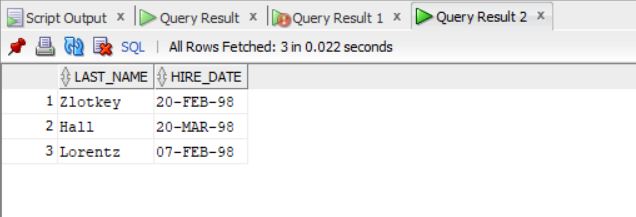 Script Output x Query Result x Query Result 1 x Query Result 2 x
SQL | All Rows Fetched: 3 in 0.022 seconds
LAST_NAME HIRE_DATE
1 Zlotkey 20-FEB-98
2 Hall 20-MAR-98
3 Lorentz 07-FEB-98